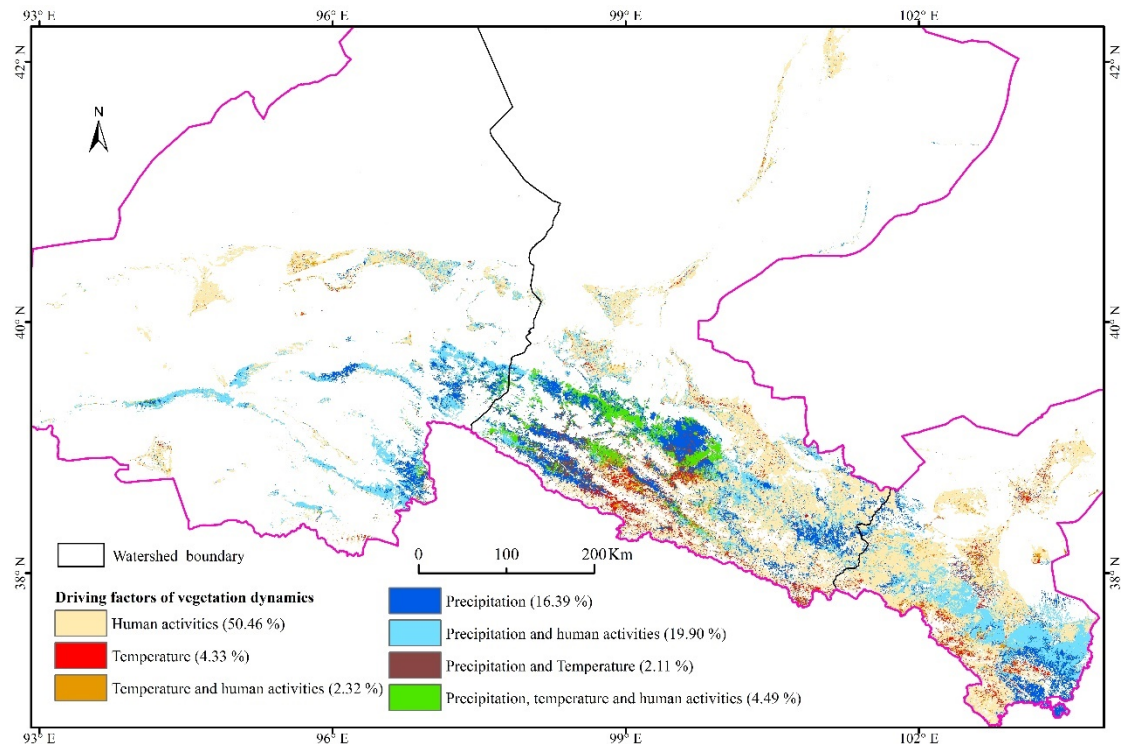 93° E 96° E 99° E 102° E
42° N 42° N
N
40° N 40° N
38° N 38° N
Watershed boundary
0 100 200 Km
Driving factors of vegetation dynamics
Human activities (50.46 %)
Temperature (4.33 %)
Temperature and human activities (2.32 %)
Precipitation (16.39 %)
Precipitation and human activities (19.90 %)
Precipitation and Temperature (2.11 %)
Precipitation, temperature and human activities (4.49 %)
93° E 96° E 99° E 102° E